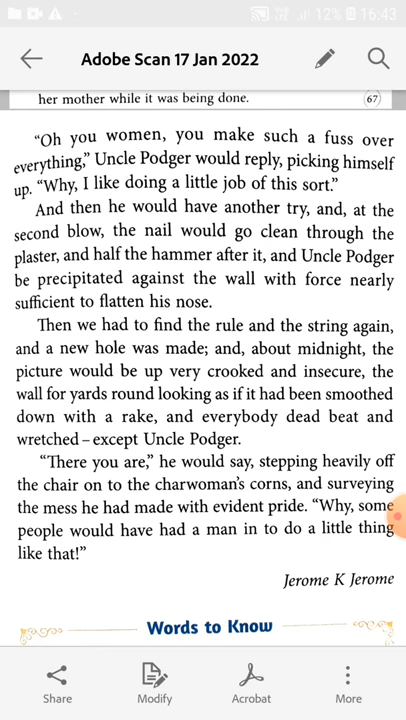 12% 16:43
Adobe Scan 17 Jan 2022
her mother while it was being done. 67
“Oh you women, you make such a fuss over
everything,” Uncle Podger would reply, picking himself
up. “Why, I like doing a little job of this sort.”
And then he would have another try, and, at the
second blow, the nail would go clean through the
plaster, and half the hammer after it, and Uncle Podger
be precipitated against the wall with force nearly
sufficient to flatten his nose.
Then we had to find the rule and the string again,
and a new hole was made; and, about midnight, the
picture would be up very crooked and insecure, the
wall for yards round looking as if it had been smoothed
down with a rake, and everybody dead beat and
wretched – except Uncle Podger.
“There you are,” he would say, stepping heavily off
the chair on to the charwoman’s corns, and surveying
the mess he had made with evident pride. “Why, some
people would have had a man in to do a little thing
like that!”
Jerome K Jerome
Words to Know
Share Modify Acrobat More